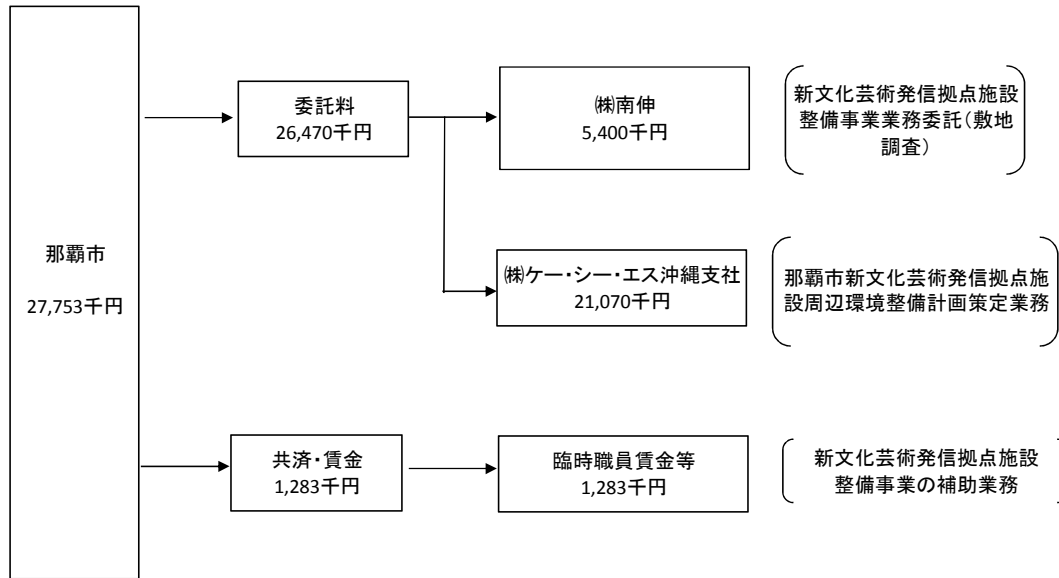 那覇市
27,753千円
委託料
26,470千円
㈱南伸
5,400千円
新文化芸術発信拠点施設
整備事業業務委託（敷地
調査）
㈱ケー・シー・エス沖縄支社
21,070千円
那覇市新文化芸術発信拠点施
設周辺環境整備計画策定業務
共済・賃金
1,283千円
臨時職員賃金等
1,283千円
新文化芸術発信拠点施設
整備事業の補助業務